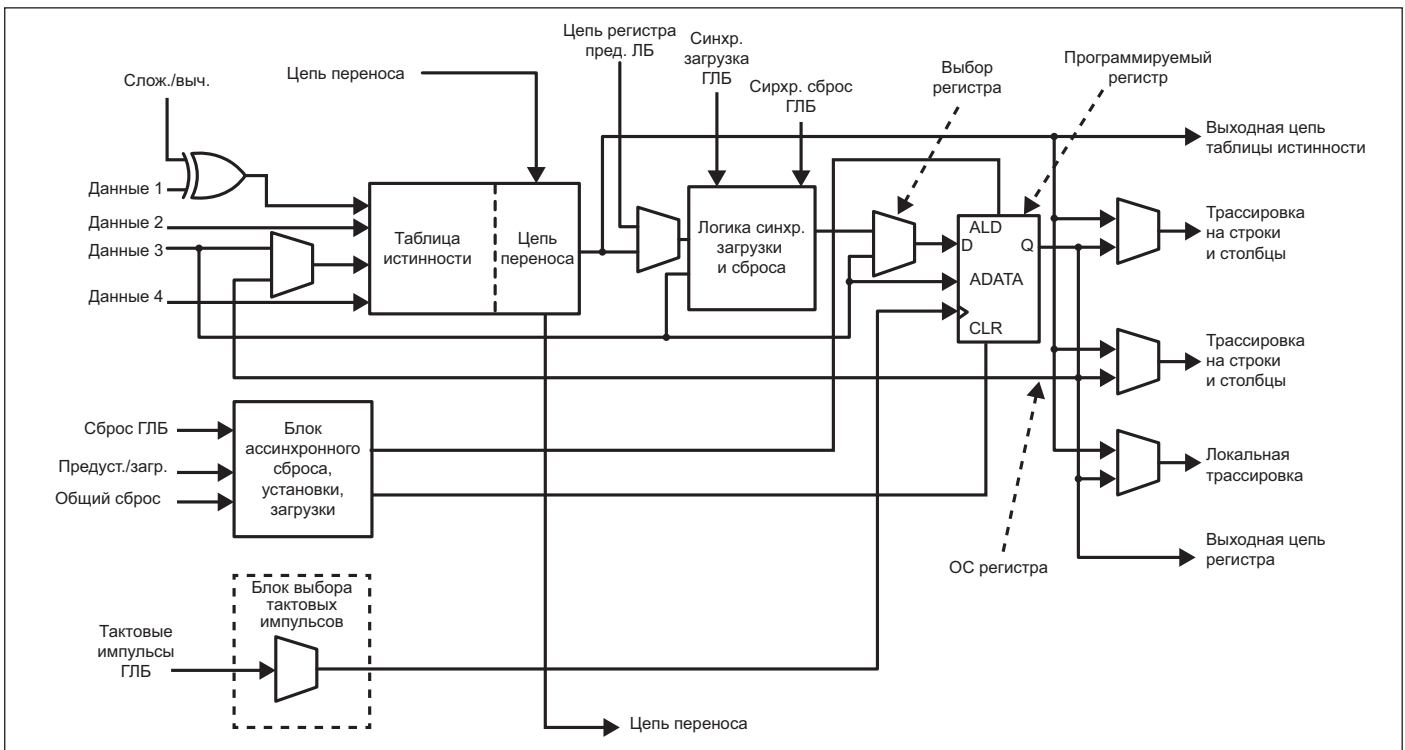 Цепь регистра
пред. ЛБ
Синхр.
загрузка
ГЛБ
Сирхр. сброс
ГЛБ
Выбор
регистра
Программируемый
регистр
Цепь переноса
Слож./выч.
Данные 1
Данные 2
Данные 3
Данные 4
Таблица
истинности
Цепь
переноса
Логика синхр.
загрузки
и сброса
ALD
D
Q
ADATA
CLR
Выходная цепь
таблицы истинности
Трассировка
на строки
и столбцы
Трассировка
на строки
и столбцы
Локальная
трассировка
Выходная цепь
регистра
ОС регистра
Сброс ГЛБ
Предуст./загр.
Общий сброс
Блок
ассинхронного
сброса,
установки,
загрузки
Блок выбора
тактовых
импульсов
Тактовые
импульсы
ГЛБ
Цепь переноса